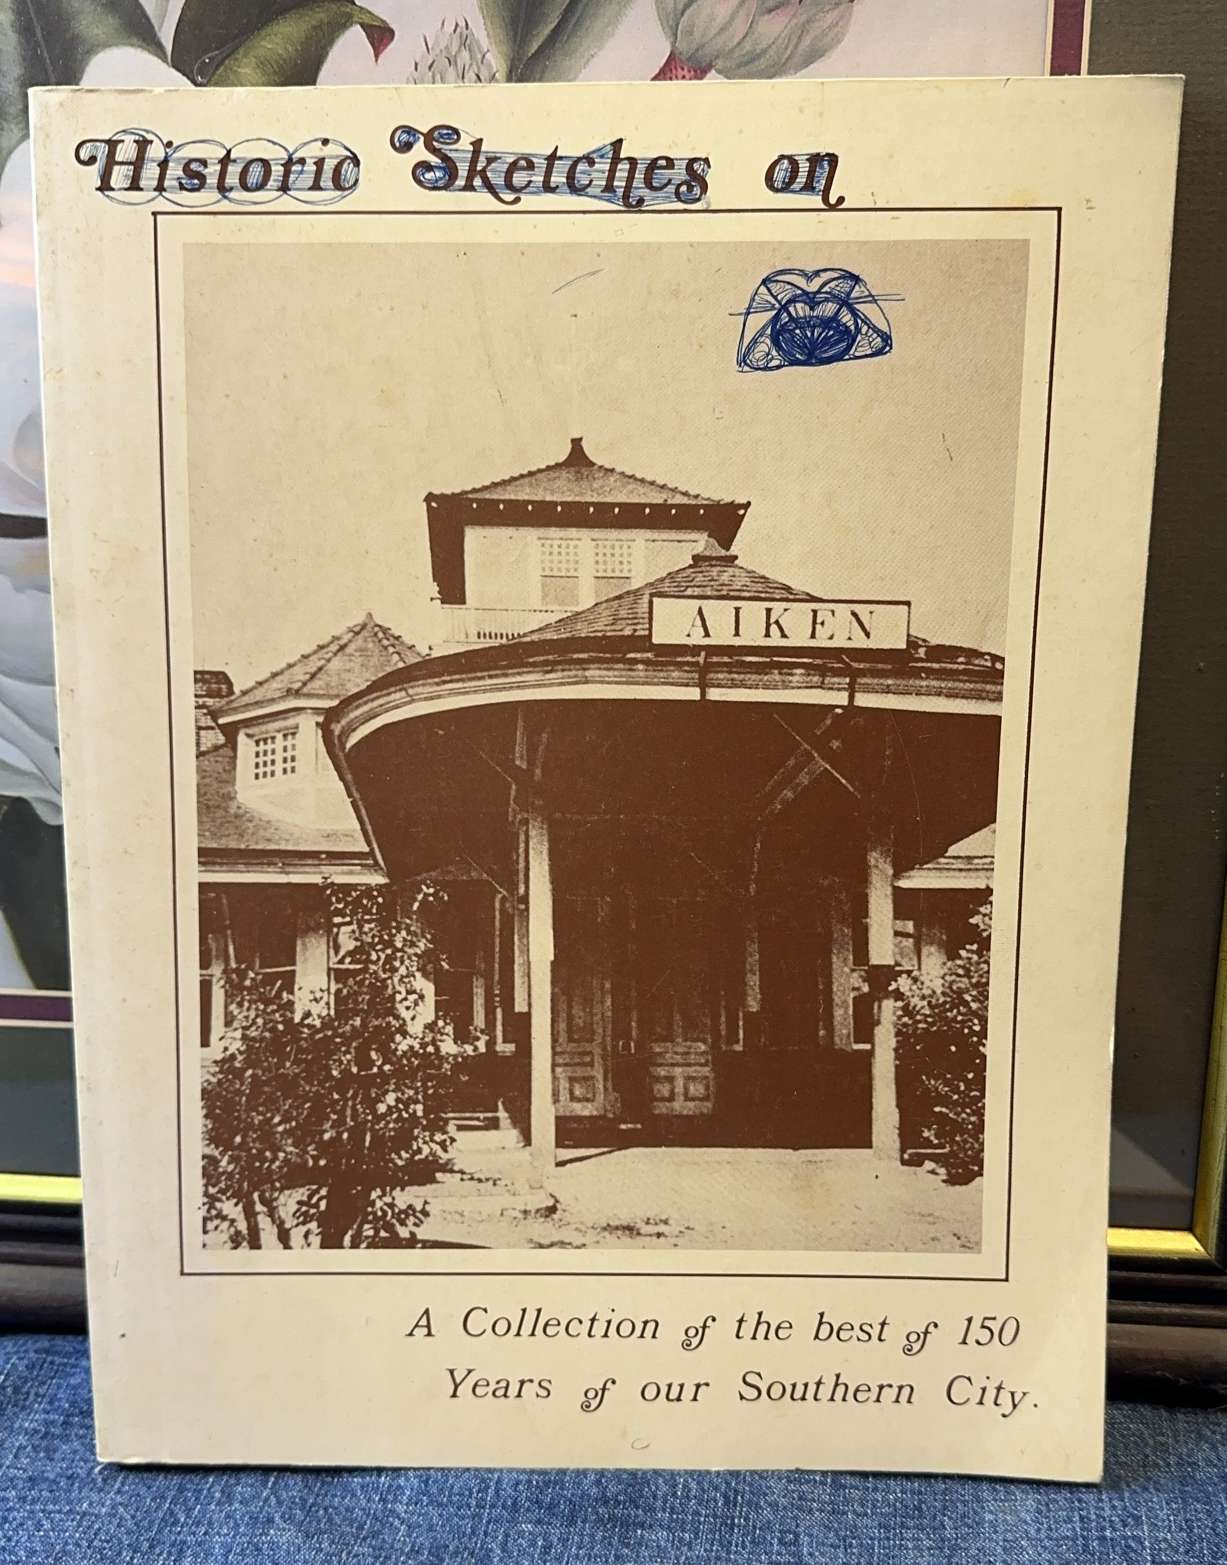 Historic Sketches on
AIKEN
A Collection of the best of 150
Years of our Southern City.